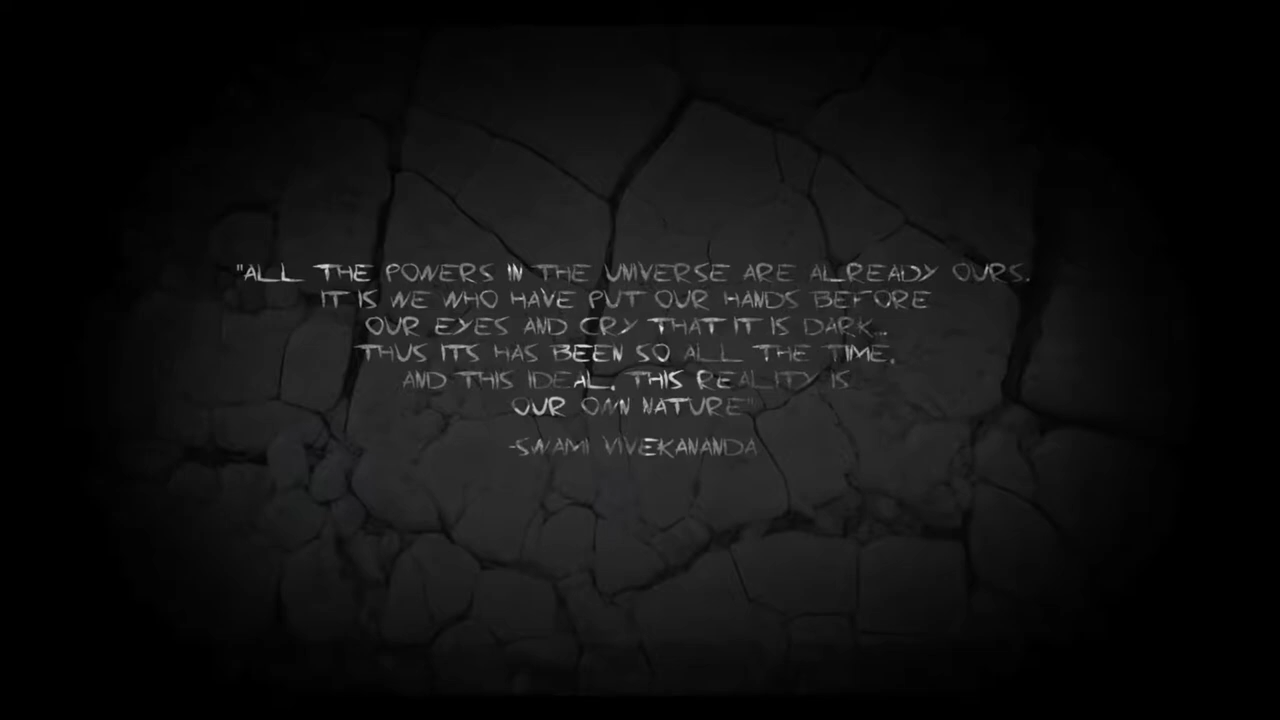 "ALL THE POWERS IN THE UNIVERSE ARE ALREADY OURS.
IT IS WE WHO HAVE PUT OUR HANDS BEFORE
OUR EYES AND CRY THAT IT IS DARK...
THUS ITS HAS BEEN SO ALL THE TIME.
AND THIS IDEAL. THIS REALITY IS
OUR OWN NATURE"
-SWAMI VIVEKANANDA